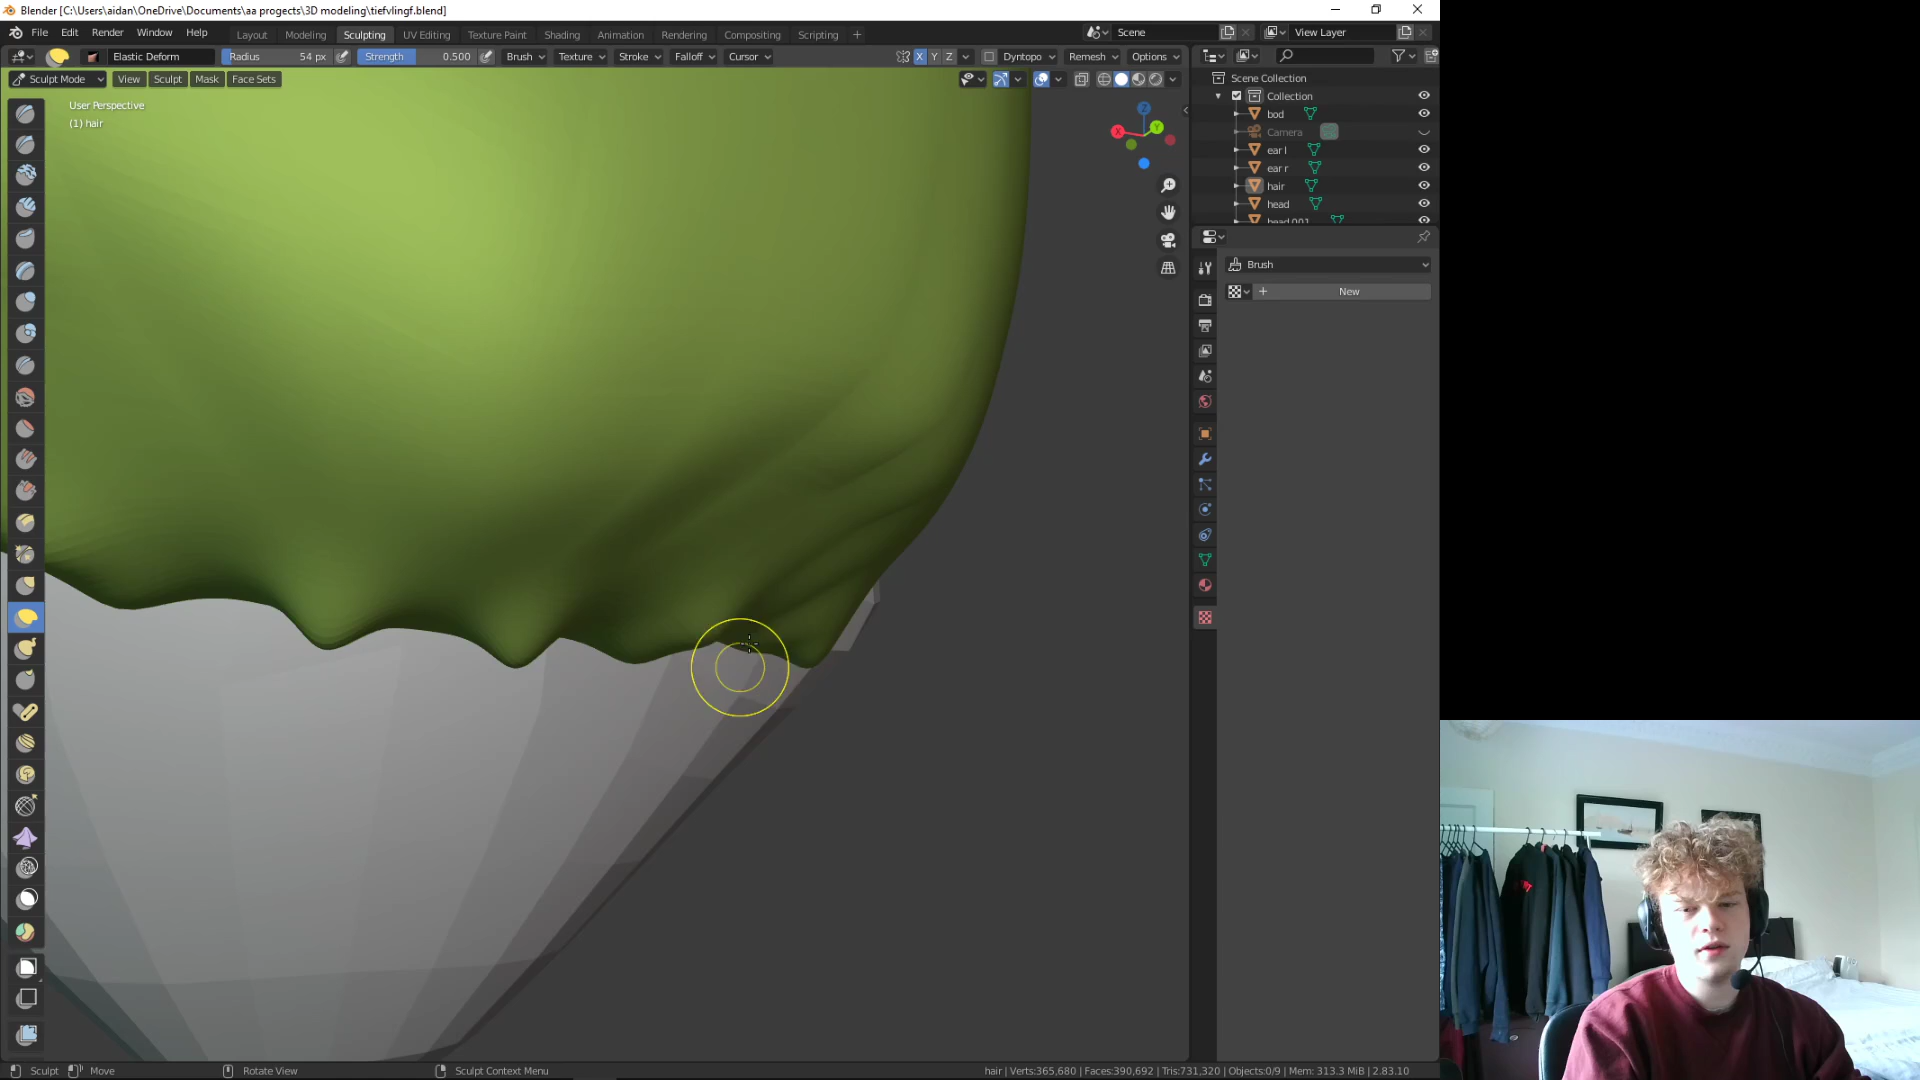 Blender [C:\Users\aidan\OneDrive\Documents\aa progects\3D modeling\tiefvlingf.blend]
File Edit Render Window Help Layout Modeling Sculpting UV Editing Texture Paint Shading Animation Rendering Compositing Scripting + Scene View Layer
Elastic Deform Radius 54 px Strength 0.500 Brush Texture Stroke Falloff Cursor X Y Z Dyntopo Remesh Options
Sculpt Mode View Sculpt Mask Face Sets
Scene Collection
Collection
User Perspective
(1) hair
bod
Camera
ear l
ear r
hair
head
head.001
Z
X
Y
Brush
+ New
Sculpt Move Rotate View Sculpt Context Menu hair | Verts:365,680 | Faces:390,692 | Tris:731,320 | Objects:0/9 | Mem: 313.3 MiB | 2.83.10